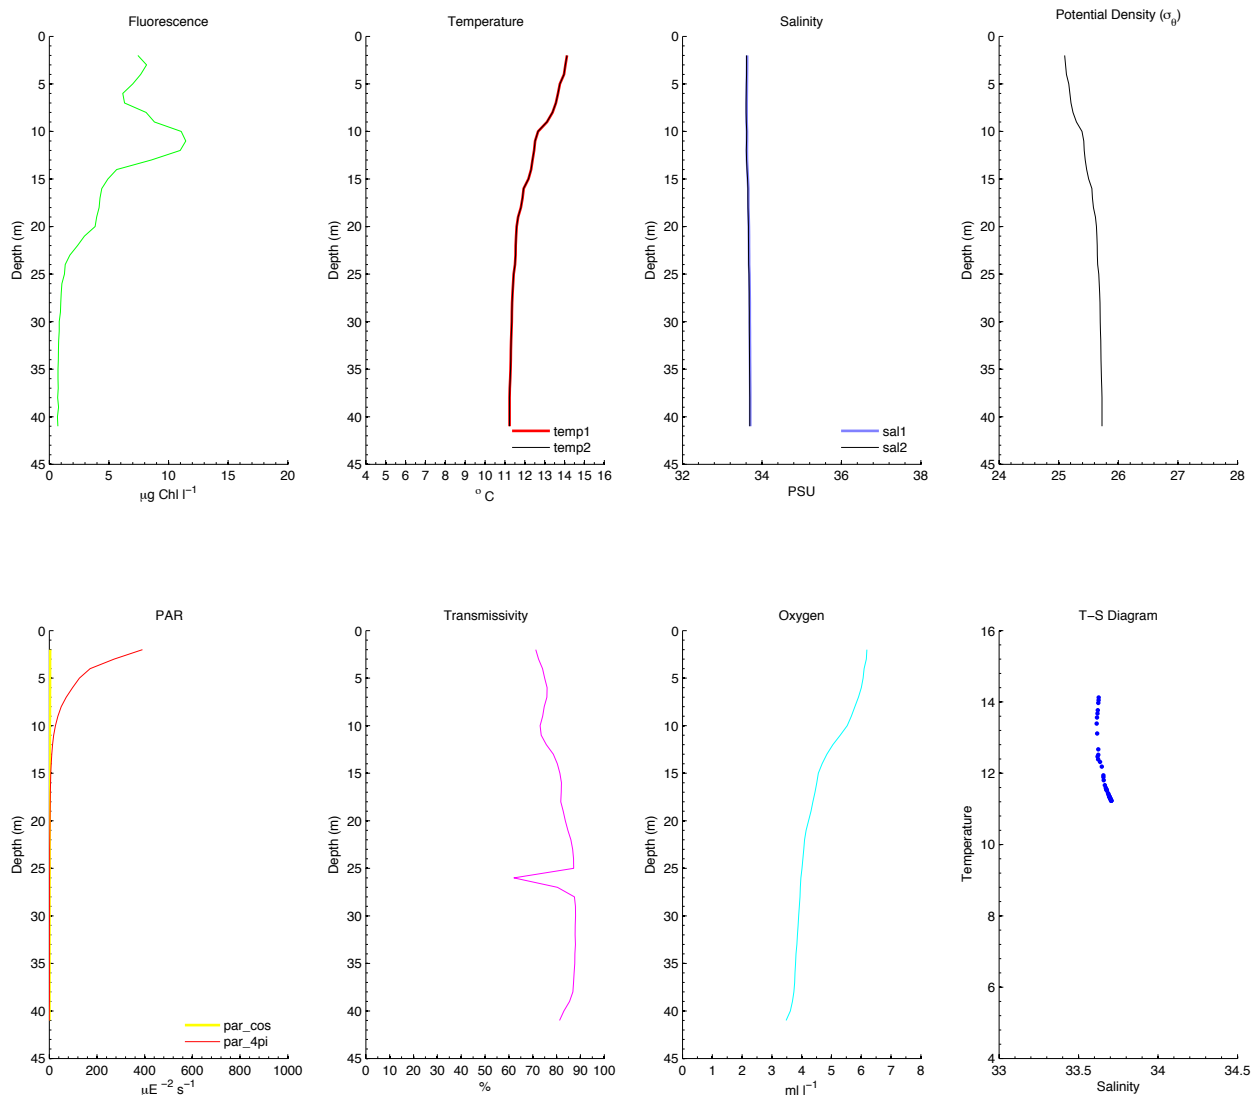 Fluorescence
0
5
10
15
20
25
30
35
40
45
Depth (m)
0 5 10 15 20
μg Chl l⁻¹
Temperature
0
5
10
15
20
25
30
35
40
45
Depth (m)
temp1
temp2
4 5 6 7 8 9 10 11 12 13 14 15 16
° C
Salinity
0
5
10
15
20
25
30
35
40
45
Depth (m)
sal1
sal2
32 34 36 38
PSU
Potential Density (σθ)
0
5
10
15
20
25
30
35
40
45
Depth (m)
24 25 26 27 28
PAR
0
5
10
15
20
25
30
35
40
45
Depth (m)
par_cos
par_4pi
0 200 400 600 800 1000
μE ⁻² s⁻¹
Transmissivity
0
5
10
15
20
25
30
35
40
45
Depth (m)
0 10 20 30 40 50 60 70 80 90 100
%
Oxygen
0
5
10
15
20
25
30
35
40
45
Depth (m)
0 1 2 3 4 5 6 7 8
ml l⁻¹
T−S Diagram
16
14
12
10
8
6
4
Temperature
33 33.5 34 34.5
Salinity